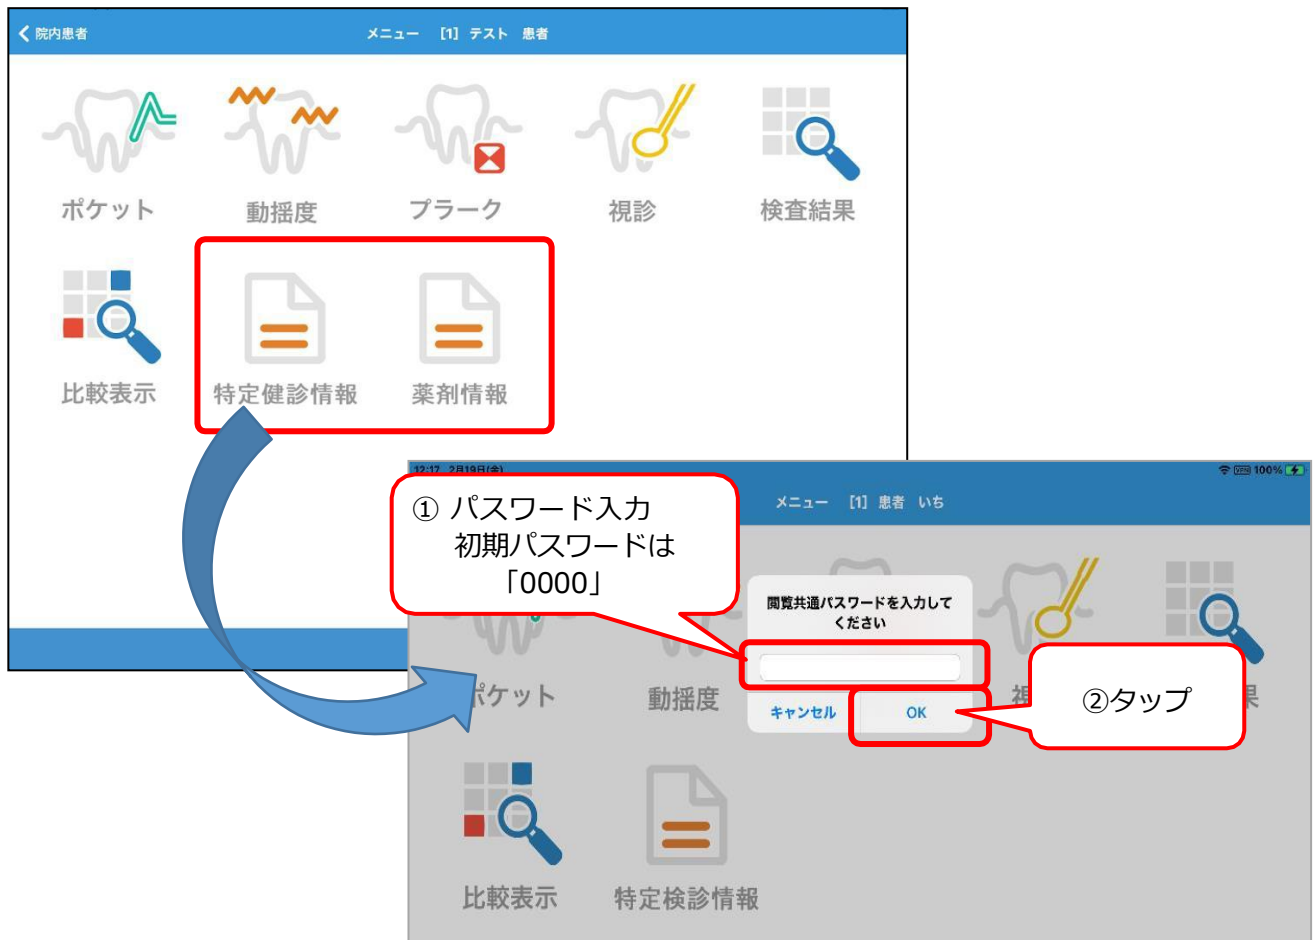 院内患者
メニュー [1] テスト 患者
ポケット
動揺度
プラーク
視診
検査結果
比較表示
特定健診情報
薬剤情報
12:17 2月19日(金)
VPN 100%
メニュー [1] 患者 いち
① パスワード入力
初期パスワードは
「0000」
閲覧共通パスワードを入力して
ください
キャンセル
OK
②タップ
ポケット
動揺度
視
果
比較表示
特定検診情報